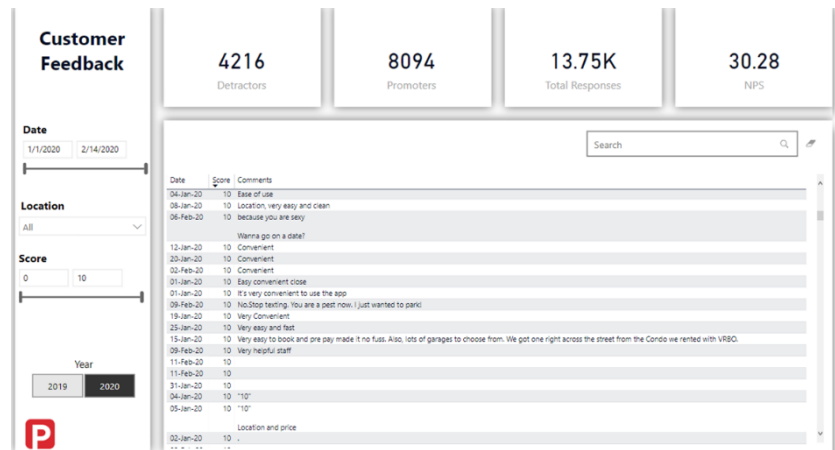 Customer
Feedback
4216
Detractors
8094
Promoters
13.75K
Total Responses
30.28
NPS
Date
1/1/2020 2/14/2020
Location
All
Score
0 10
Year
2019 2020
P
Search
Date Score Comments
04-Jan-20 10 Ease of use
08-Jan-20 10 Location, very easy and clean
06-Feb-20 10 because you are sexy
Wanna go on a date?
12-Jan-20 10 Convenient
20-Jan-20 10 Convenient
02-Feb-20 10 Convenient
01-Jan-20 10 Easy convenient close
01-Jan-20 10 It's very convenient to use the app
09-Feb-20 10 No.Stop texting. You are a pest now. I just wanted to park!
19-Jan-20 10 Very Convenient
25-Jan-20 10 Very easy and fast
15-Jan-20 10 Very easy to book and pre pay made it no fuss. Also, lots of garages to choose from. We got one right across the street from the Condo we rented with VRBO.
09-Feb-20 10 Very helpful staff
11-Feb-20 10
11-Feb-20 10
31-Jan-20 10
04-Jan-20 10 "10"
05-Jan-20 10 "10"
Location and price
02-Jan-20 10 .